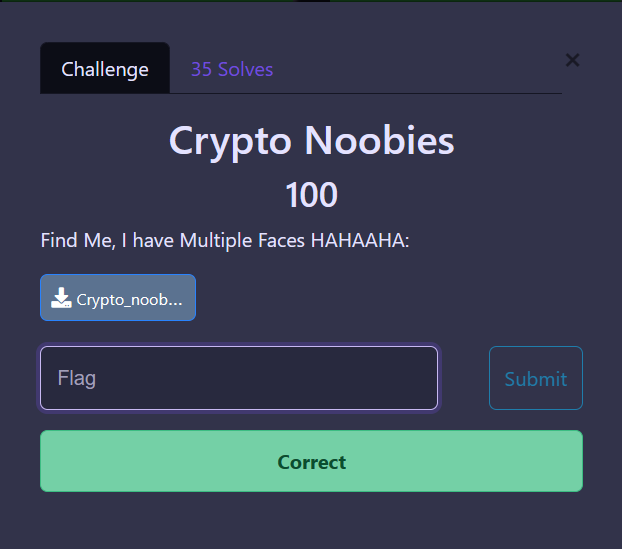 Challenge
35 Solves
×
Crypto Noobies
100
Find Me, I have Multiple Faces HAHAAHA:
Crypto_noob...
Flag
Submit
Correct